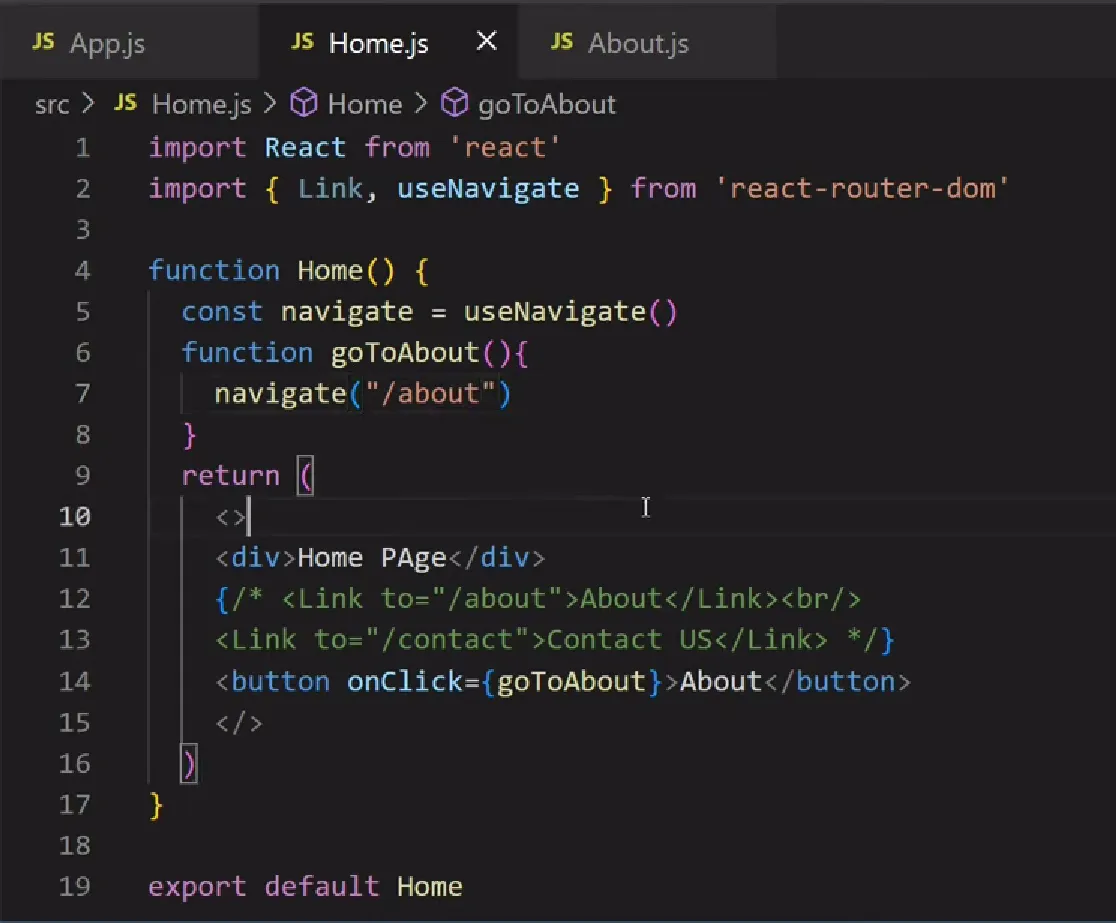 JS App.js JS Home.js × JS About.js
src > JS Home.js > Home > goToAbout
1 import React from 'react'
2 import { Link, useNavigate } from 'react-router-dom'
3
4 function Home() {
5   const navigate = useNavigate()
6   function goToAbout(){
7     navigate("/about")
8   }
9   return (
10     <>
11     <div>Home PAge</div>
12     {/* <Link to="/about">About</Link><br/>
13     <Link to="/contact">Contact US</Link> */}
14     <button onClick={goToAbout}>About</button>
15     </>
16   )
17 }
18
19 export default Home